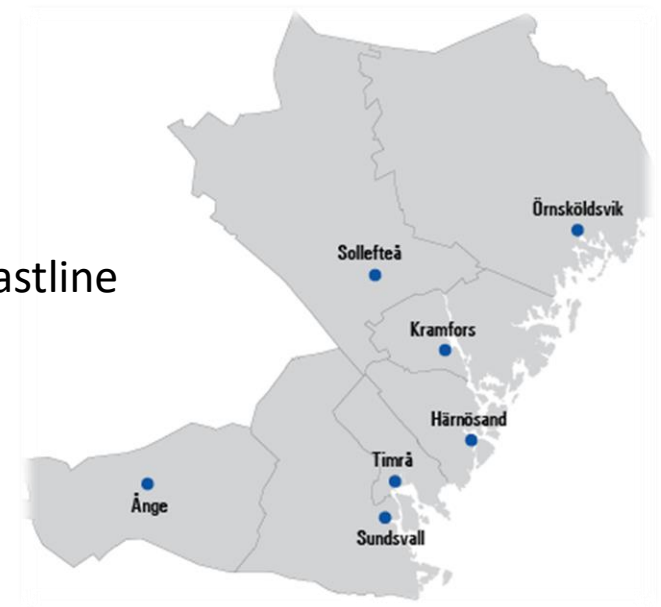 Örnsköldsvik
Sollefteå
astline
Kramfors
Härnösand
Timrå
Ånge
Sundsvall